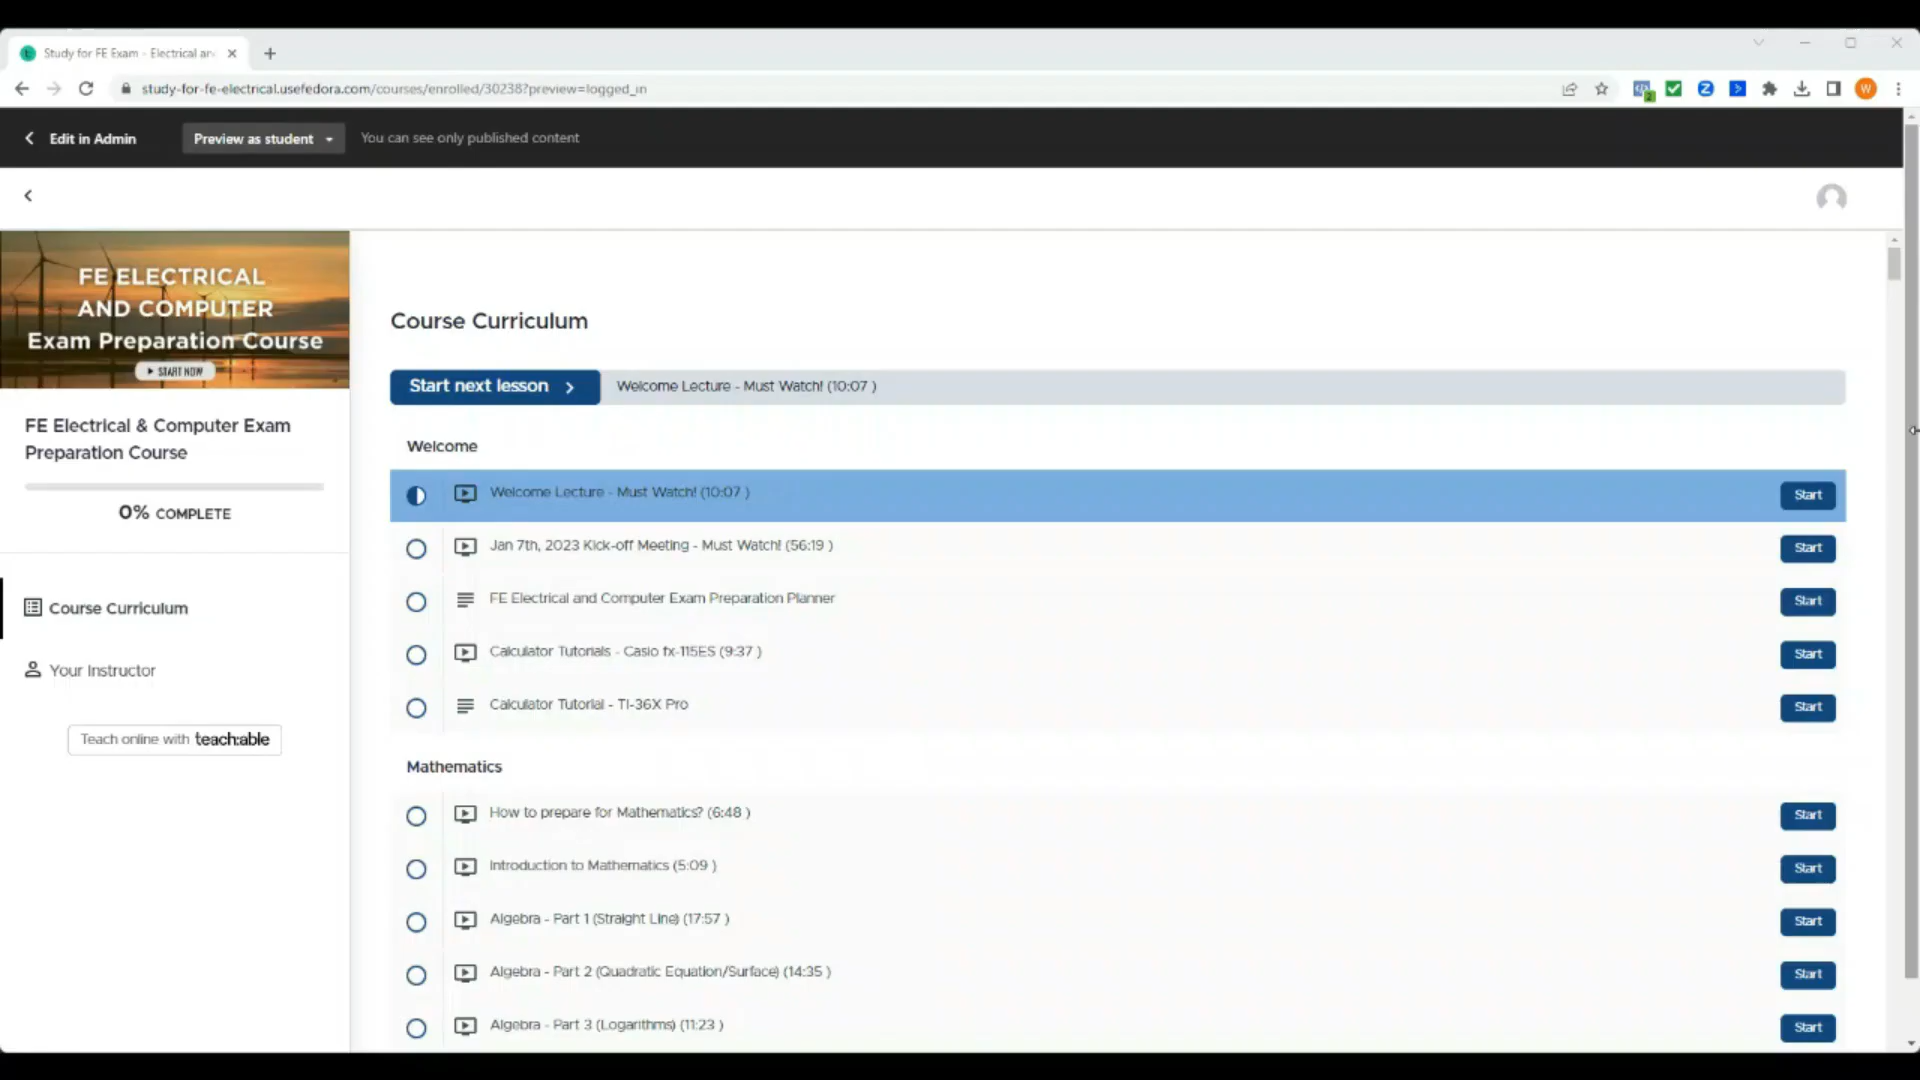 Study for FE Exam - Electrical an
study-for-fe-electrical.usefedora.com/courses/enrolled/30238?preview=logged_in
2
Z
W
Edit in Admin
Preview as student
You can see only published content
FE ELECTRICAL
AND COMPUTER
Exam Preparation Course
START NOW
FE Electrical & Computer Exam
Preparation Course
0% COMPLETE
Course Curriculum
Your Instructor
Teach online with teach:able
Course Curriculum
Start next lesson
Welcome Lecture - Must Watch! (10:07 )
Welcome
Welcome Lecture - Must Watch! (10:07 )
Start
Jan 7th, 2023 Kick-off Meeting - Must Watch! (56:19 )
Start
FE Electrical and Computer Exam Preparation Planner
Start
Calculator Tutorials - Casio fx-115ES (9:37 )
Start
Calculator Tutorial - TI-36X Pro
Start
Mathematics
How to prepare for Mathematics? (6:48 )
Start
Introduction to Mathematics (5:09 )
Start
Algebra - Part 1 (Straight Line) (17:57 )
Start
Algebra - Part 2 (Quadratic Equation/Surface) (14:35 )
Start
Algebra - Part 3 (Logarithms) (11:23 )
Start